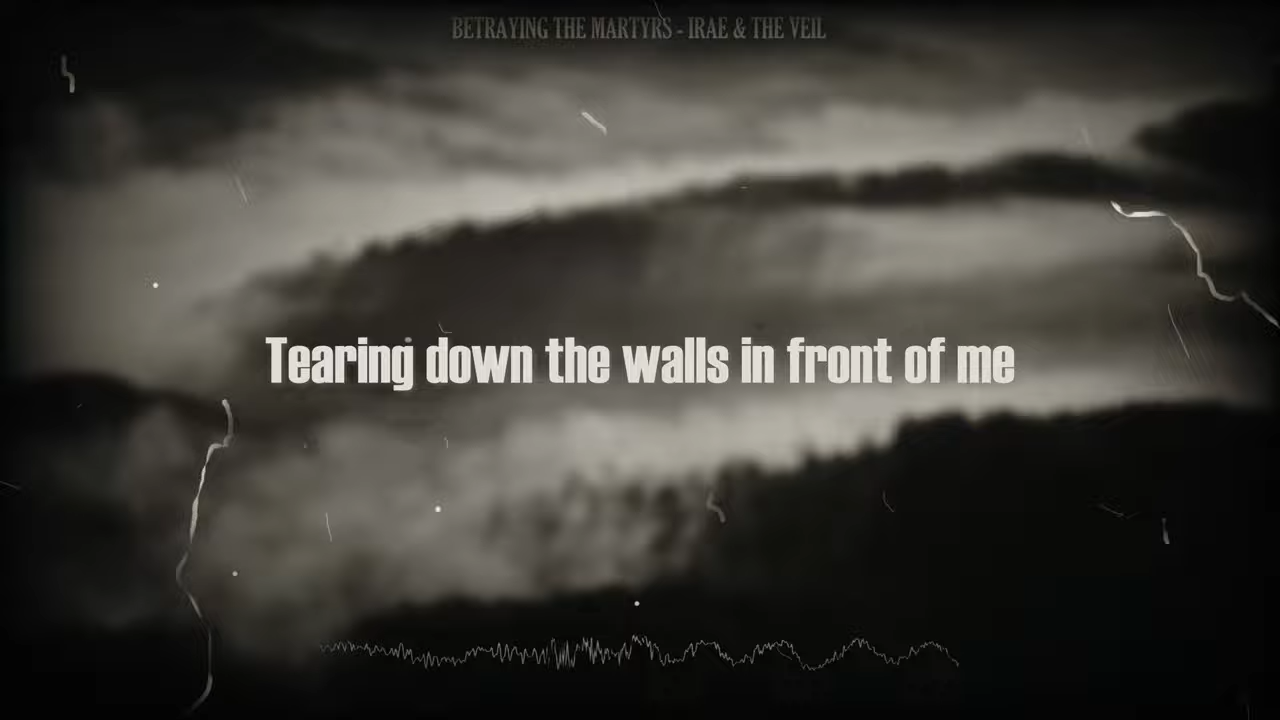 BETRAYING THE MARTYRS - IRAE & THE VEIL
Tearing down the walls in front of me